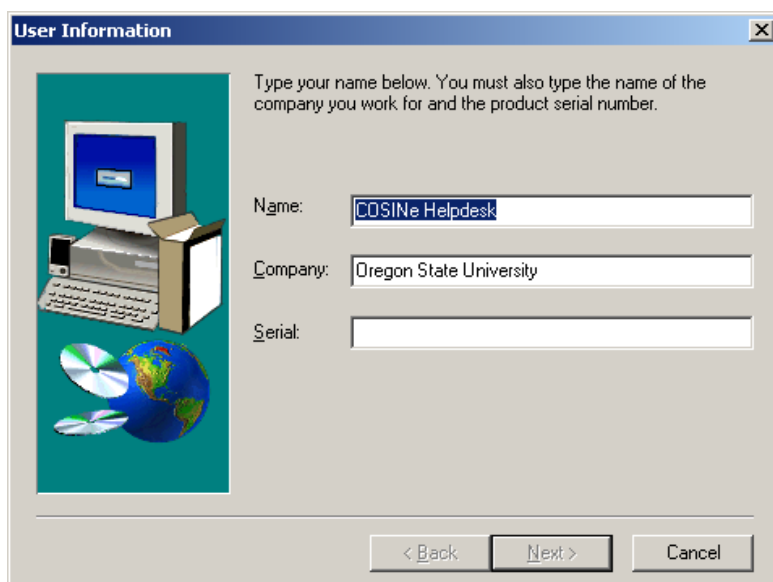 User Information
Type your name below. You must also type the name of the
company you work for and the product serial number.
Name: COSINe Helpdesk
Company: Oregon State University
Serial:
< Back Next > Cancel